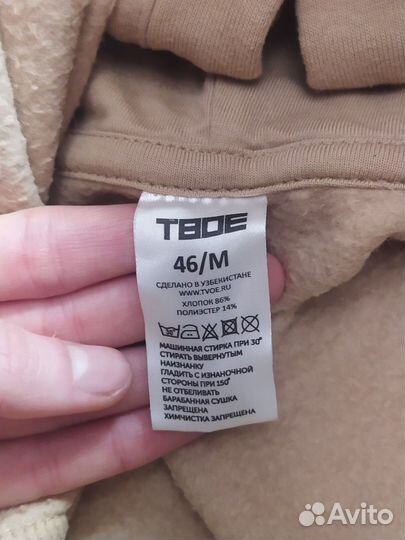 ТВОЕ
46/M
СДЕЛАНО В УЗБЕКИСТАНЕ
WWW.TVOE.RU
ХЛОПОК 86%
ПОЛИЭСТЕР 14%
МАШИННАЯ СТИРКА ПРИ 30°
СТИРАТЬ ВЫВЕРНУТЫМ
НАИЗНАНКУ
ГЛАДИТЬ С ИЗНАНОЧНОЙ
СТОРОНЫ ПРИ 150°
НЕ ОТБЕЛИВАТЬ
БАРАБАННАЯ СУШКА
ЗАПРЕЩЕНА
ХИМЧИСТКА ЗАПРЕЩЕНА
Avito